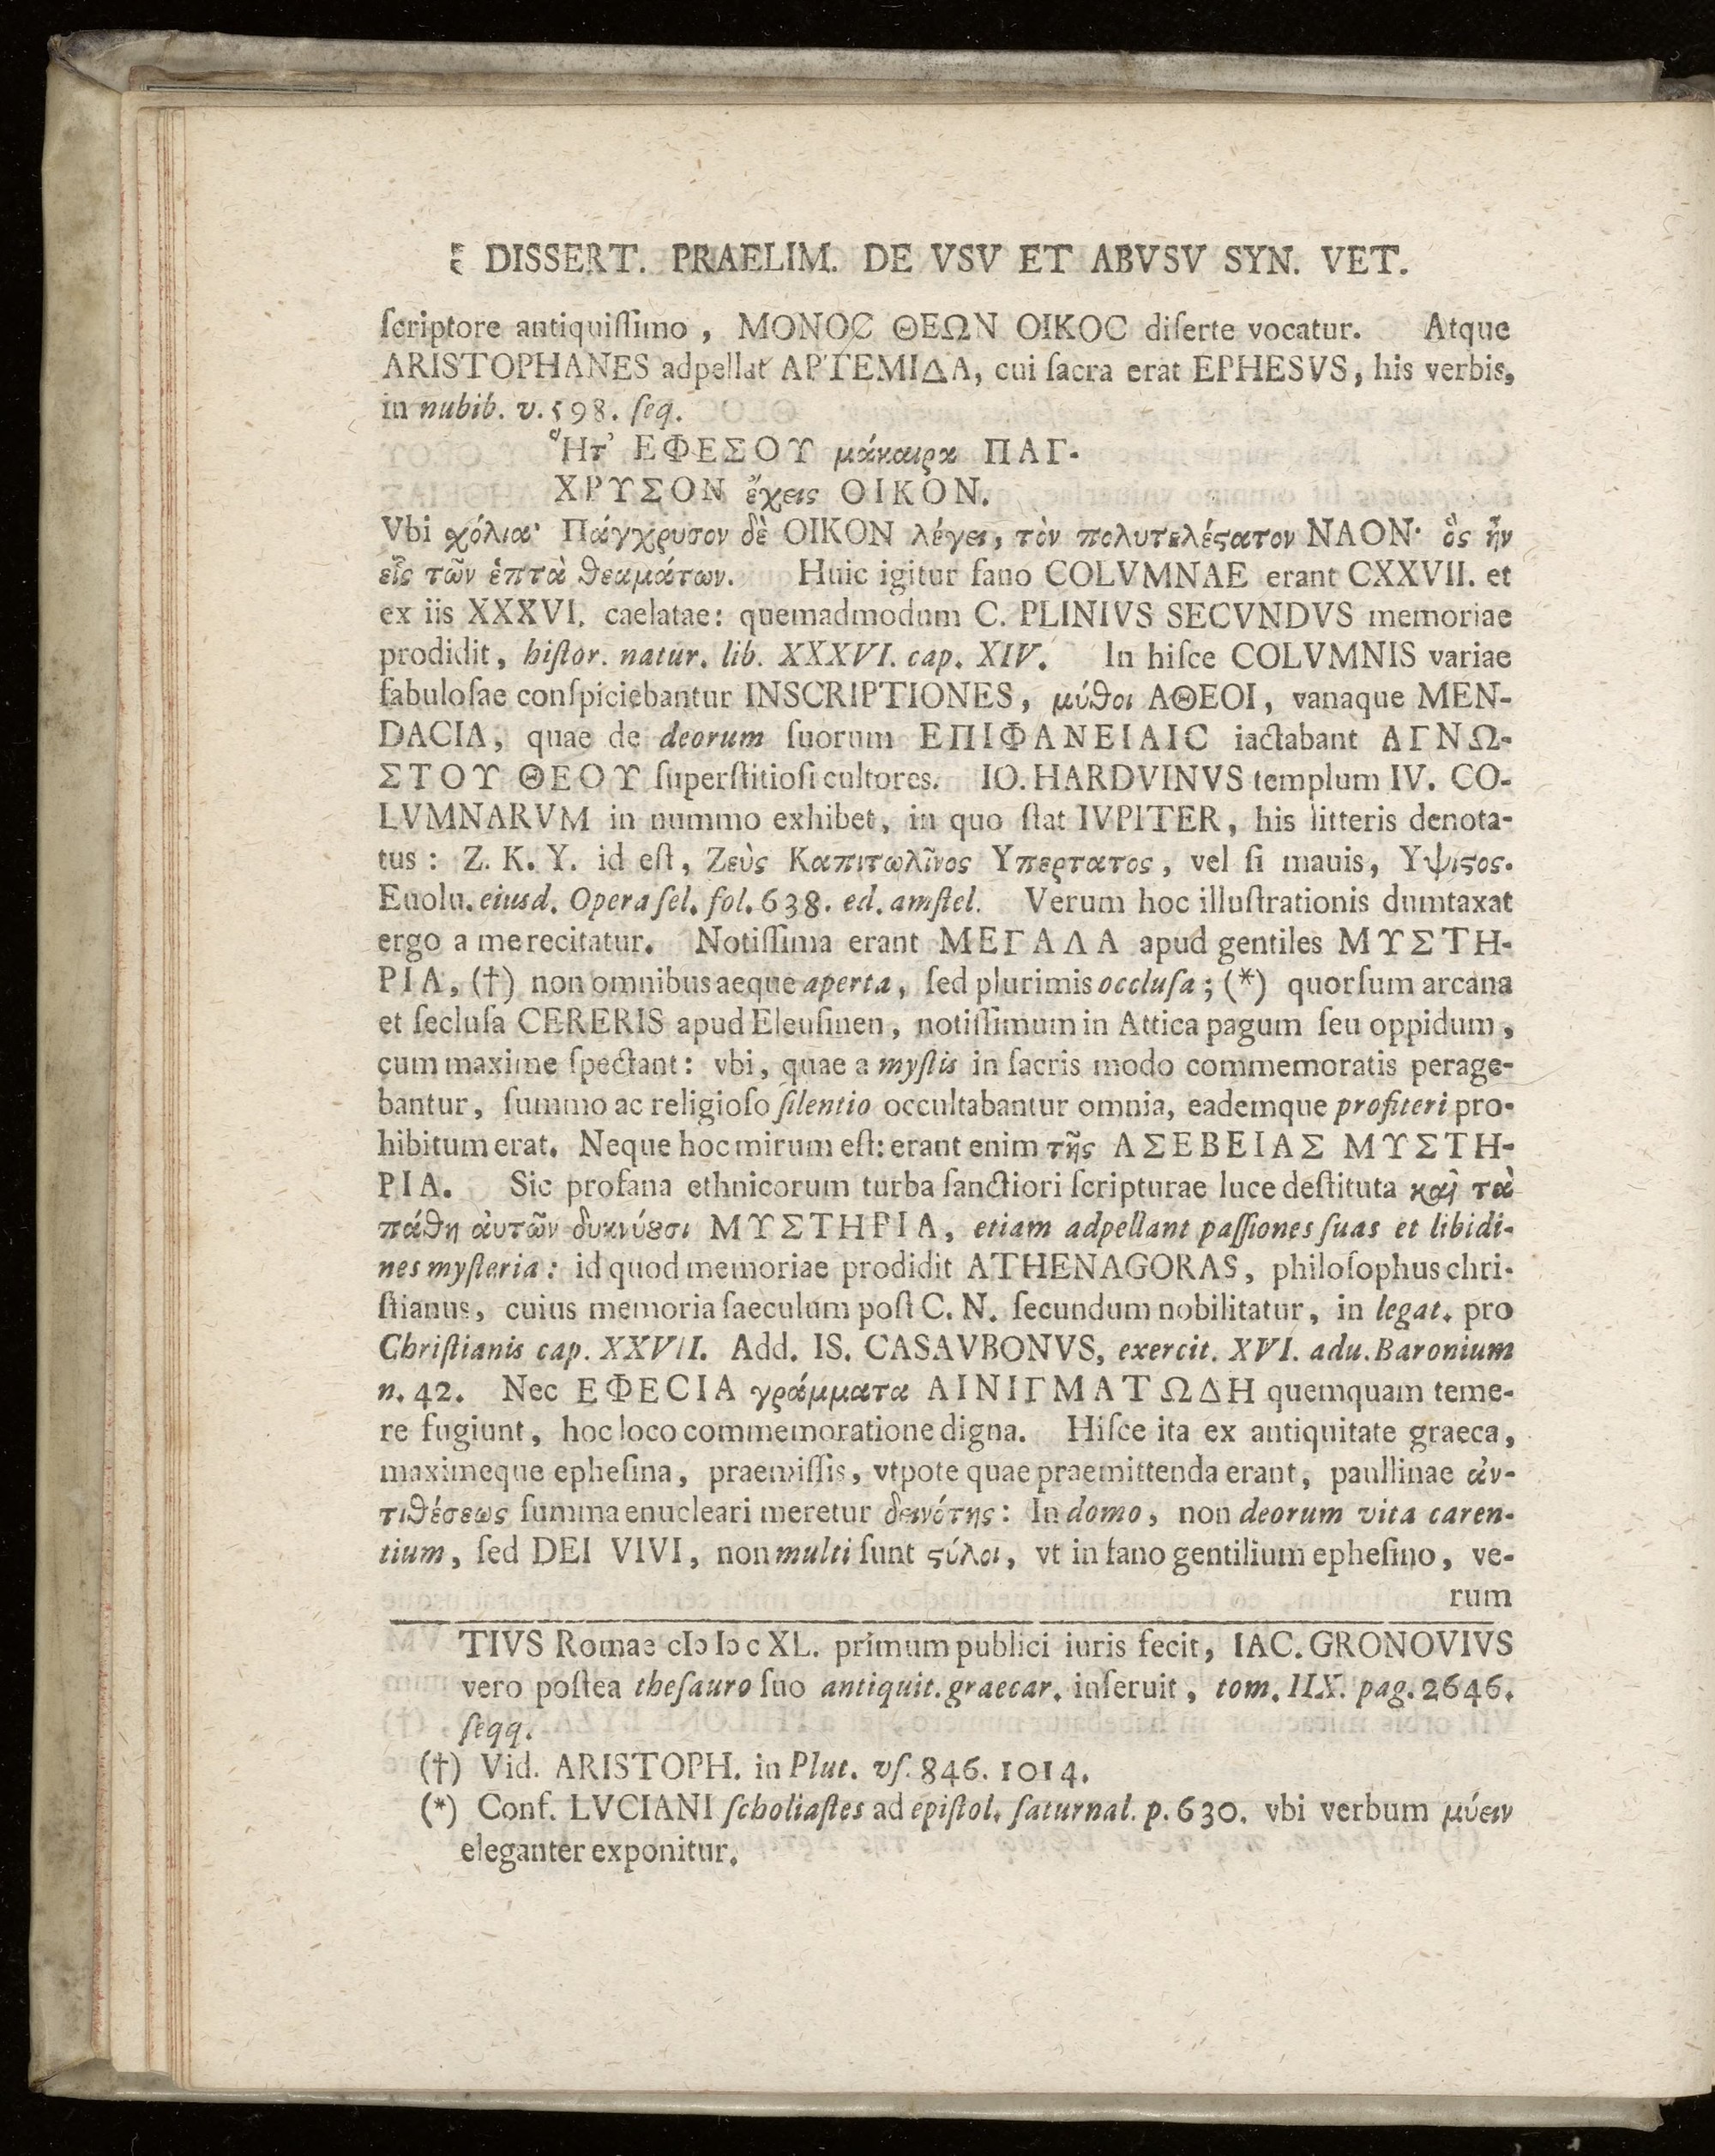 ξ DISSERT. PRAELIM. DE VSV ET ABVSV SYN. VET.
ſcriptore antiquiſſimo, ΜΟΝΟϹ ΘΕΩΝ ΟΙΚΟϹ diſerte vocatur. Atque
ARISTOPHANES adpellat ΑΡΤΕΜΙΔΑ, cui ſacra erat EPHESVS, his verbis,
in nubib. v. 598. ſeq.
Ἥτ᾽ ΕΦΕΣΟΥ μάκαιρα ΠΑΓ-
ΧΡΥΣΟΝ ἔχεις ΟΙΚΟΝ.
Vbi χόλια· Πάγχρυσον δὲ ΟΙΚΟΝ λέγει, τὸν πολυτελέϛατον ΝΑΟΝ· ὃς ἦν
εἷς τῶν ἑπτὰ θεαμάτων. Huic igitur fano COLVMNAE erant CXXVII. et
ex iis XXXVI. caelatae: quemadmodum C. PLINIVS SECVNDVS memoriae
prodidit, hiſtor. natur. lib. XXXVI. cap. XIV. In hiſce COLVMNIS variae
fabuloſae conſpiciebantur INSCRIPTIONES, μύθοι ΑΘΕΟΙ, vanaque MEN-
DACIA, quae de deorum ſuorum ΕΠΙΦΑΝΕΙΑΙϹ iactabant ΑΓΝΩ-
ΣΤΟΥ ΘΕΟΥ ſuperſtitioſi cultores. IO. HARDVINVS templum IV. CO-
LVMNARVM in nummo exhibet, in quo ſtat IVPITER, his litteris denota-
tus: Z. K. Y. id eſt, Ζεὺς Καπιτωλῖνος Υπερτατος, vel ſi mauis, Υψιϛος.
Euolu. eiusd. Opera ſel. fol. 638. ed. amſtel. Verum hoc illuſtrationis dumtaxat
ergo a me recitatur. Notiſſima erant ΜΕΓΑΛΑ apud gentiles ΜΥΣΤΗ-
ΡΙΑ, (†) non omnibus aeque aperta, ſed plurimis occluſa; (*) quorſum arcana
et ſecluſa CERERIS apud Eleuſinen, notiſſimum in Attica pagum ſeu oppidum,
cum maxime ſpectant: vbi, quae a myſtis in ſacris modo commemoratis perage-
bantur, ſummo ac religioſo ſilentio occultabantur omnia, eademque profiteri pro-
hibitum erat. Neque hoc mirum eſt: erant enim τῆς ΑΣΕΒΕΙΑΣ ΜΥΣΤΗ-
ΡΙΑ. Sic profana ethnicorum turba ſanctiori ſcripturae luce deſtituta καὶ τὰ
πάθη ἀυτῶν δυκνύȣσι ΜΥΣΤΗΡΙΑ, etiam adpellant paſſiones ſuas et libidi-
nes myſteria: id quod memoriae prodidit ATHENAGORAS, philoſophus chri-
ſtianus, cuius memoria ſaeculum poſt C. N. ſecundum nobilitatur, in legat. pro
Chriſtianis cap. XXVII. Add. IS. CASAVBONVS, exercit. XVI. adu. Baronium
n. 42. Nec ΕΦΕϹΙΑ γράμματα ΑΙΝΙΓΜΑΤΩΔΗ quemquam teme-
re fugiunt, hoc loco commemoratione digna. Hiſce ita ex antiquitate graeca,
maximeque epheſina, praemiſſis, vtpote quae praemittenda erant, paullinae ἀν-
τιθέσεως ſumma enucleari meretur δεινότης: In domo, non deorum vita caren-
tium, ſed DEI VIVI, non multi ſunt ϛύλοι, vt in fano gentilium epheſino, ve-
rum
TIVS Romae cIɔ Iɔ c XL. primum publici iuris fecit, IAC. GRONOVIVS
vero poſtea theſauro ſuo antiquit. graecar. inſeruit, tom. IIX. pag. 2646.
ſeqq.
(†) Vid. ARISTOPH. in Plut. vſ. 846. 1014.
(*) Conf. LVCIANI ſcholiaſtes ad epiſtol. ſaturnal. p. 630. vbi verbum μύειν
eleganter exponitur.